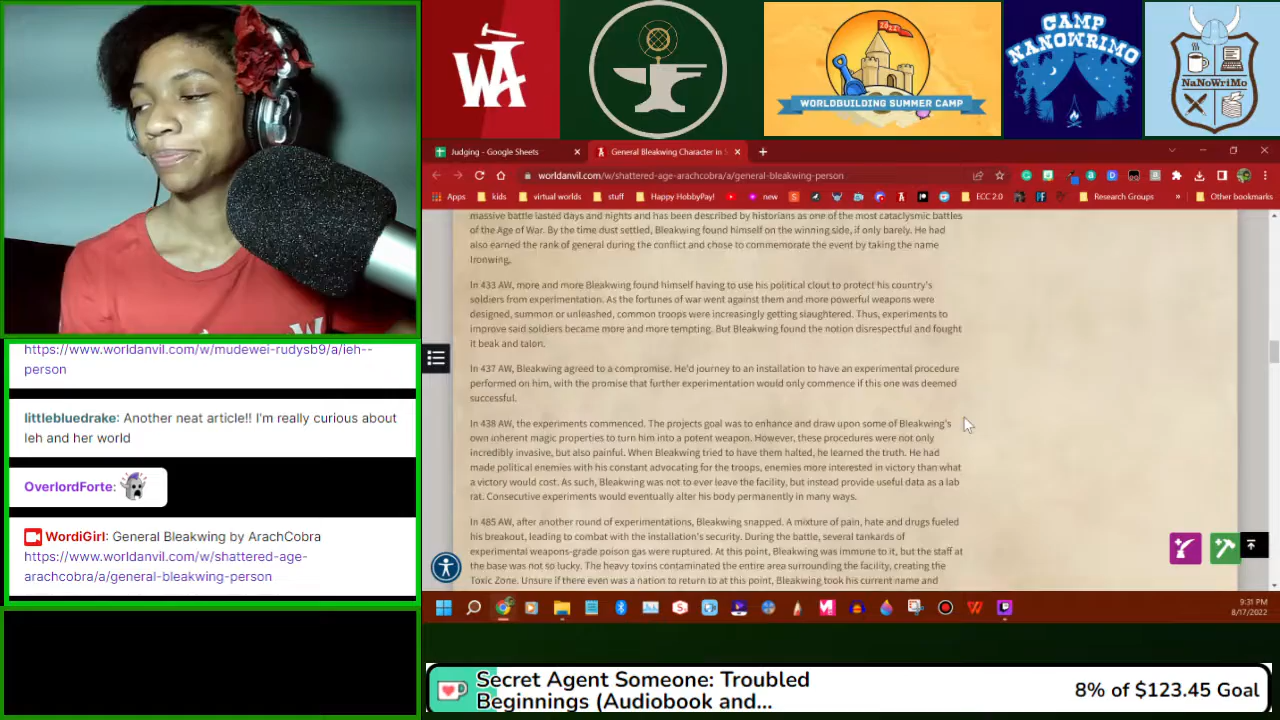 WA
2022
WORLDBUILDING SUMMER CAMP
CAMP
NANOWRIMO
NaNoWriMo
Judging - Google Sheets
General Bleakwing Character in S
worldanvil.com/w/shattered-age-arachcobra/a/general-bleakwing-person
Apps
kids
virtual worlds
stuff
Happy HobbyPay!
new
ECC 2.0
Research Groups
Other bookmarks
massive battle lasted days and nights and has been described by historians as one of the most cataclysmic battles
of the Age of War. By the time dust settled, Bleakwing found himself on the winning side, if only barely. He had
also earned the rank of general during the conflict and chose to commemorate the event by taking the name
Ironwing.
In 433 AW, more and more Bleakwing found himself having to use his political clout to protect his country's
soldiers from experimentation. As the fortunes of war went against them and more powerful weapons were
designed, summon or unleashed, common troops were increasingly getting slaughtered. Thus, experiments to
improve said soldiers became more and more tempting. But Bleakwing found the notion disrespectful and fought
it beak and talon.
In 437 AW, Bleakwing agreed to a compromise. He'd journey to an installation to have an experimental procedure
performed on him, with the promise that further experimentation would only commence if this one was deemed
successful.
In 438 AW, the experiments commenced. The projects goal was to enhance and draw upon some of Bleakwing's
own inherent magic properties to turn him into a potent weapon. However, these procedures were not only
incredibly invasive, but also painful. When Bleakwing tried to have them halted, he learned the truth. He had
made political enemies with his constant advocating for the troops, enemies more interested in victory than what
a victory would cost. As such, Bleakwing was not to ever leave the facility, but instead provide useful data as a lab
rat. Consecutive experiments would eventually alter his body permanently in many ways.
In 485 AW, after another round of experimentations, Bleakwing snapped. A mixture of pain, hate and drugs fueled
his breakout, leading to combat with the installation's security. During the battle, several tankards of
experimental weapons-grade poison gas were ruptured. At this point, Bleakwing was immune to it, but the staff at
the base was not so lucky. The heavy toxins contaminated the entire area surrounding the facility, creating the
Toxic Zone. Unsure if there even was a nation to return to at this point, Bleakwing took his current name and
https://www.worldanvil.com/w/mudewei-rudysb9/a/ieh--
person
littlebluedrake: Another neat article!! I'm really curious about
Ieh and her world
OverlordForte:
WordiGirl: General Bleakwing by ArachCobra
https://www.worldanvil.com/w/shattered-age-
arachcobra/a/general-bleakwing-person
9:31 PM
8/17/2022
Secret Agent Someone: Troubled
Beginnings (Audiobook and...
8% of $123.45 Goal